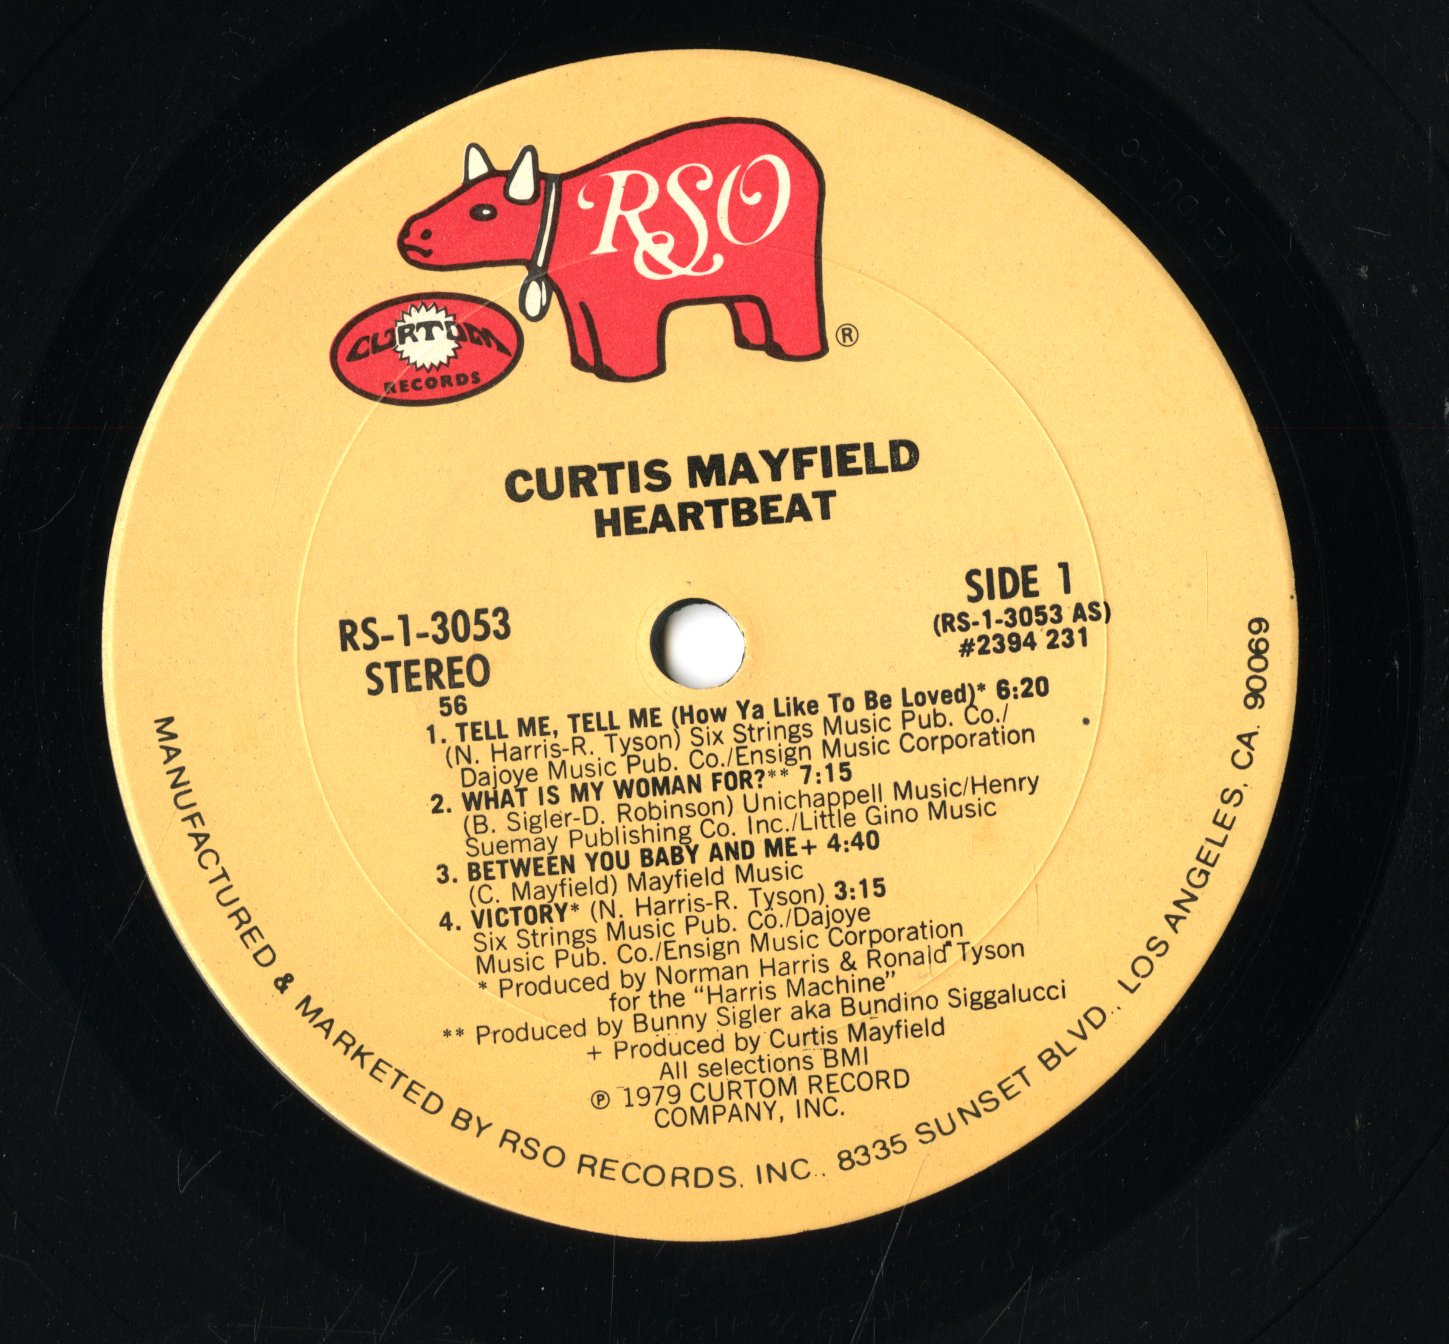 RSO
®
CURTOM
RECORDS
CURTIS MAYFIELD
HEARTBEAT
SIDE 1
(RS-1-3053 AS)
#2394 231
RS-1-3053
STEREO
56
1. TELL ME, TELL ME (How Ya Like To Be Loved)* 6:20
(N. Harris-R. Tyson) Six Strings Music Pub. Co./
Dajoye Music Pub. Co./Ensign Music Corporation
2. WHAT IS MY WOMAN FOR?** 7:15
(B. Sigler-D. Robinson) Unichappell Music/Henry
Suemay Publishing Co. Inc./Little Gino Music
3. BETWEEN YOU BABY AND ME+ 4:40
(C. Mayfield) Mayfield Music
4. VICTORY* (N. Harris-R. Tyson) 3:15
Six Strings Music Pub. Co./Dajoye
Music Pub. Co./Ensign Music Corporation
* Produced by Norman Harris & Ronald Tyson
for the "Harris Machine"
** Produced by Bunny Sigler aka Bundino Siggalucci
+ Produced by Curtis Mayfield
All selections BMI
℗ 1979 CURTOM RECORD
COMPANY, INC.
MANUFACTURED & MARKETED BY RSO RECORDS, INC., 8335 SUNSET BLVD., LOS ANGELES, CA. 90069